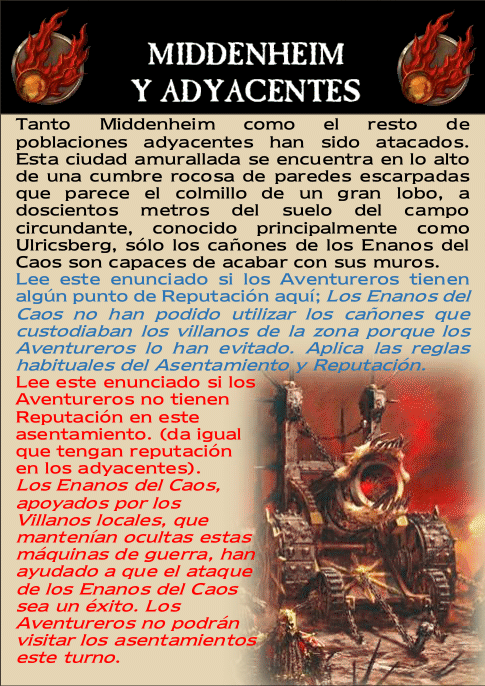 MIDDENHEIM
Y ADYACENTES
Tanto Middenheim como el resto de
poblaciones adyacentes han sido atacados.
Esta ciudad amurallada se encuentra en lo alto
de una cumbre rocosa de paredes escarpadas
que parece el colmillo de un gran lobo, a
doscientos metros del suelo del campo
circundante, conocido principalmente como
Ulricsberg, sólo los cañones de los Enanos del
Caos son capaces de acabar con sus muros.
Lee este enunciado si los Aventureros tienen
algún punto de Reputación aquí; Los Enanos del
Caos no han podido utilizar los cañones que
custodiaban los villanos de la zona porque los
Aventureros lo han evitado. Aplica las reglas
habituales del Asentamiento y Reputación.
Lee este enunciado si los
Aventureros no tienen
Reputación en este
asentamiento. (da igual
que tengan reputación
en los adyacentes).
Los Enanos del Caos,
apoyados por los
Villanos locales, que
mantenían ocultas estas
máquinas de guerra, han
ayudado a que el ataque
de los Enanos del Caos
sea un éxito. Los
Aventureros no podrán
visitar los asentamientos
este turno.